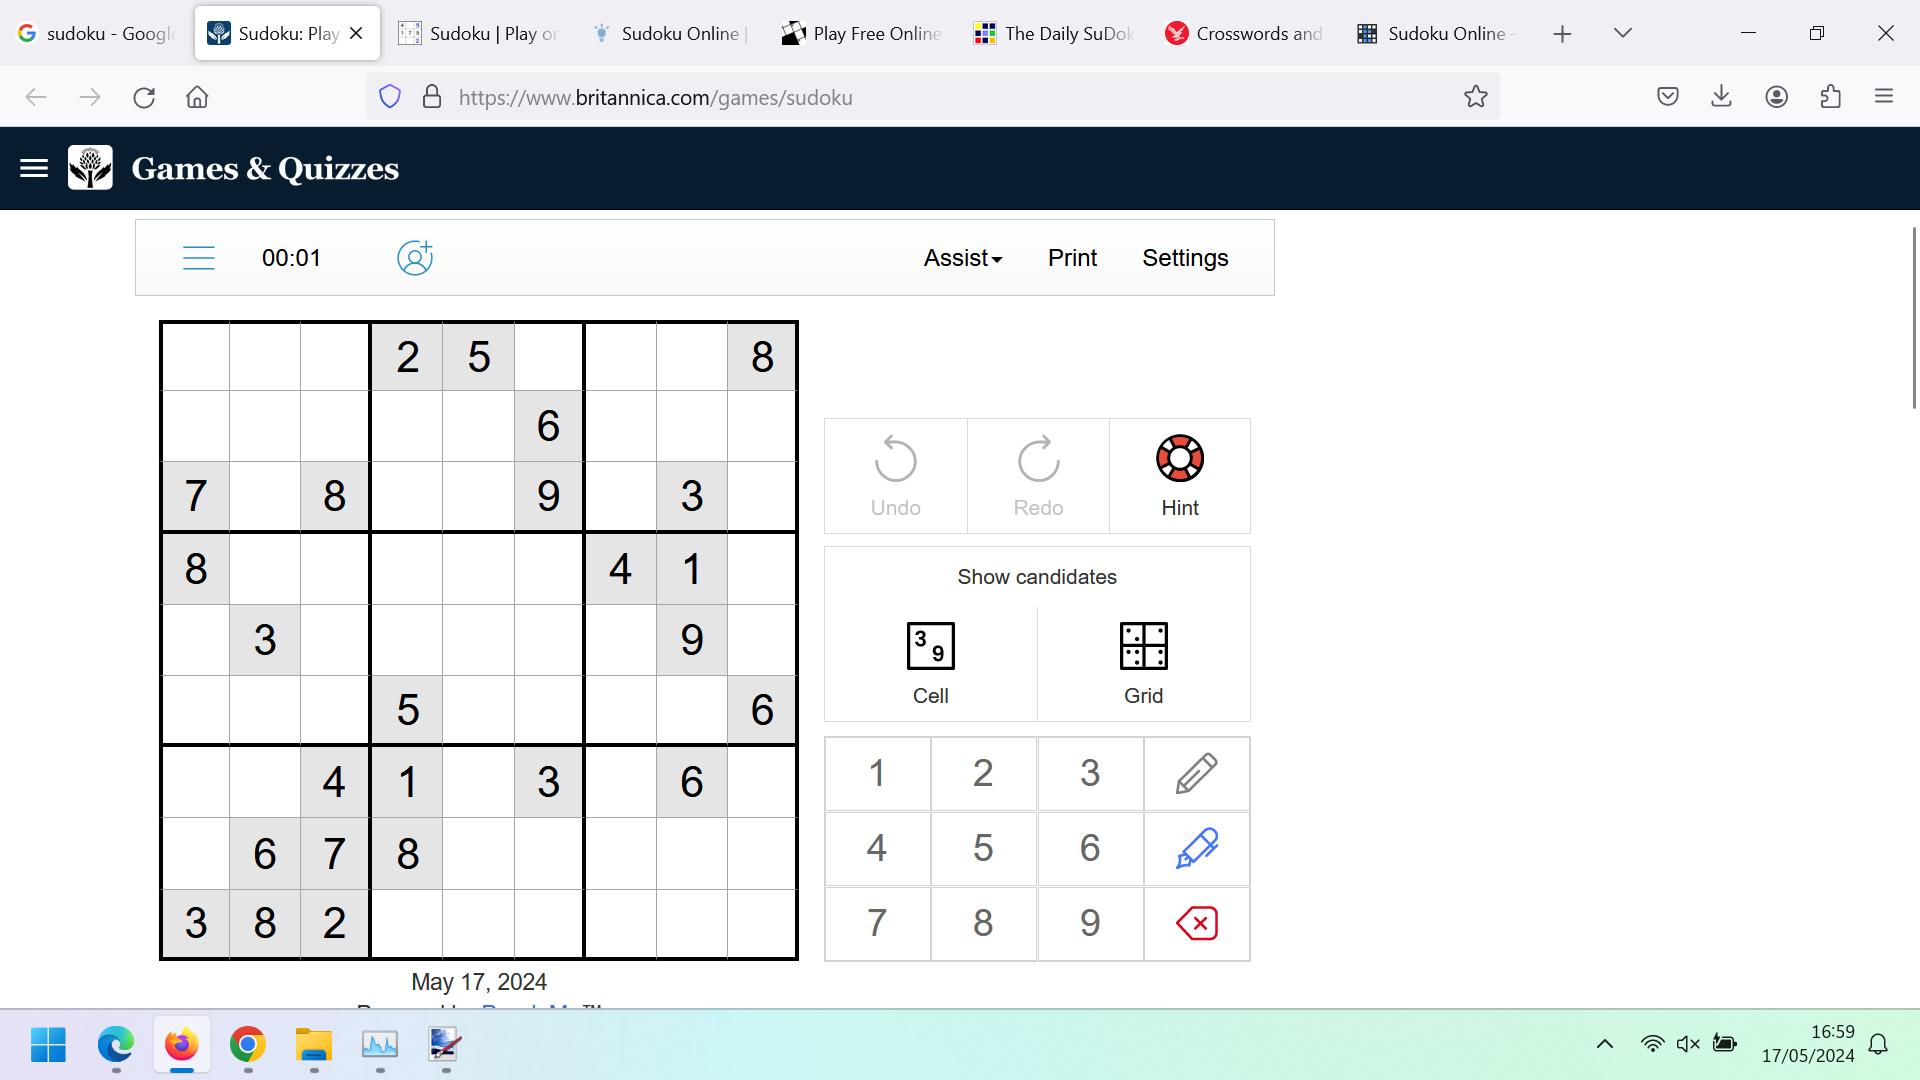 sudoku - Google
Sudoku: Play
Sudoku | Play or
Sudoku Online |
Play Free Online
The Daily SuDok
Crosswords and
Sudoku Online -
https://www.britannica.com/games/sudoku
Games & Quizzes
00:01
Assist
Print
Settings
2 5 8
6
7 8 9 3
8 4 1
3 9
5 6
4 1 3 6
6 7 8
3 8 2
May 17, 2024
Undo
Redo
Hint
Show candidates
3 9
Cell
Grid
1 2 3
4 5 6
7 8 9
16:59
17/05/2024